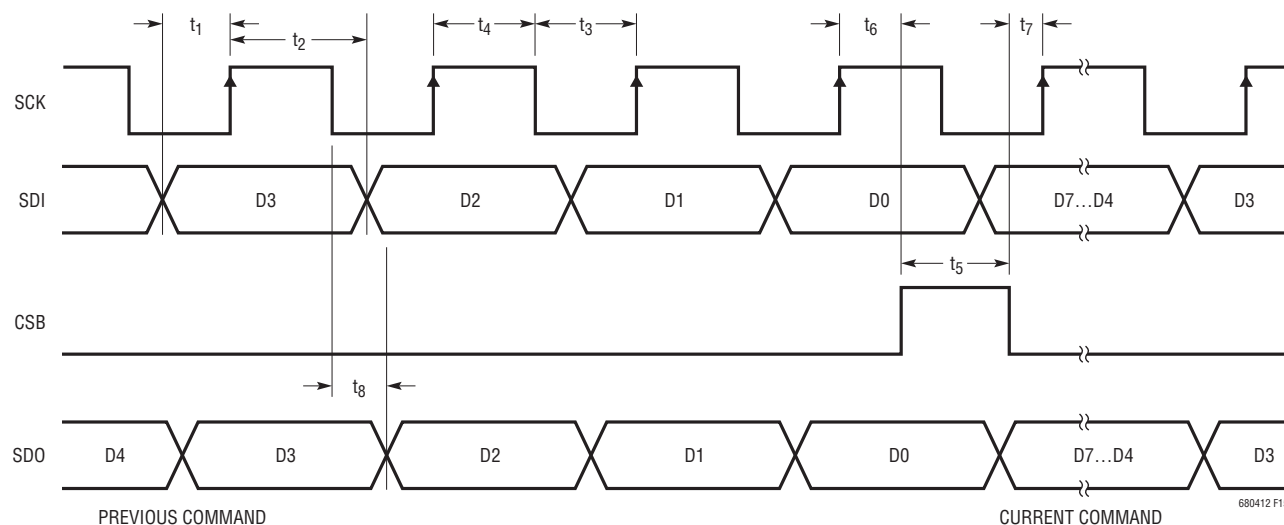 t1 t2 t4 t3 t6 t7
SCK
SDI D3 D2 D1 D0 D7...D4 D3
t5
CSB
t8
SDO D4 D3 D2 D1 D0 D7...D4 D3
680412 F1
PREVIOUS COMMAND CURRENT COMMAND